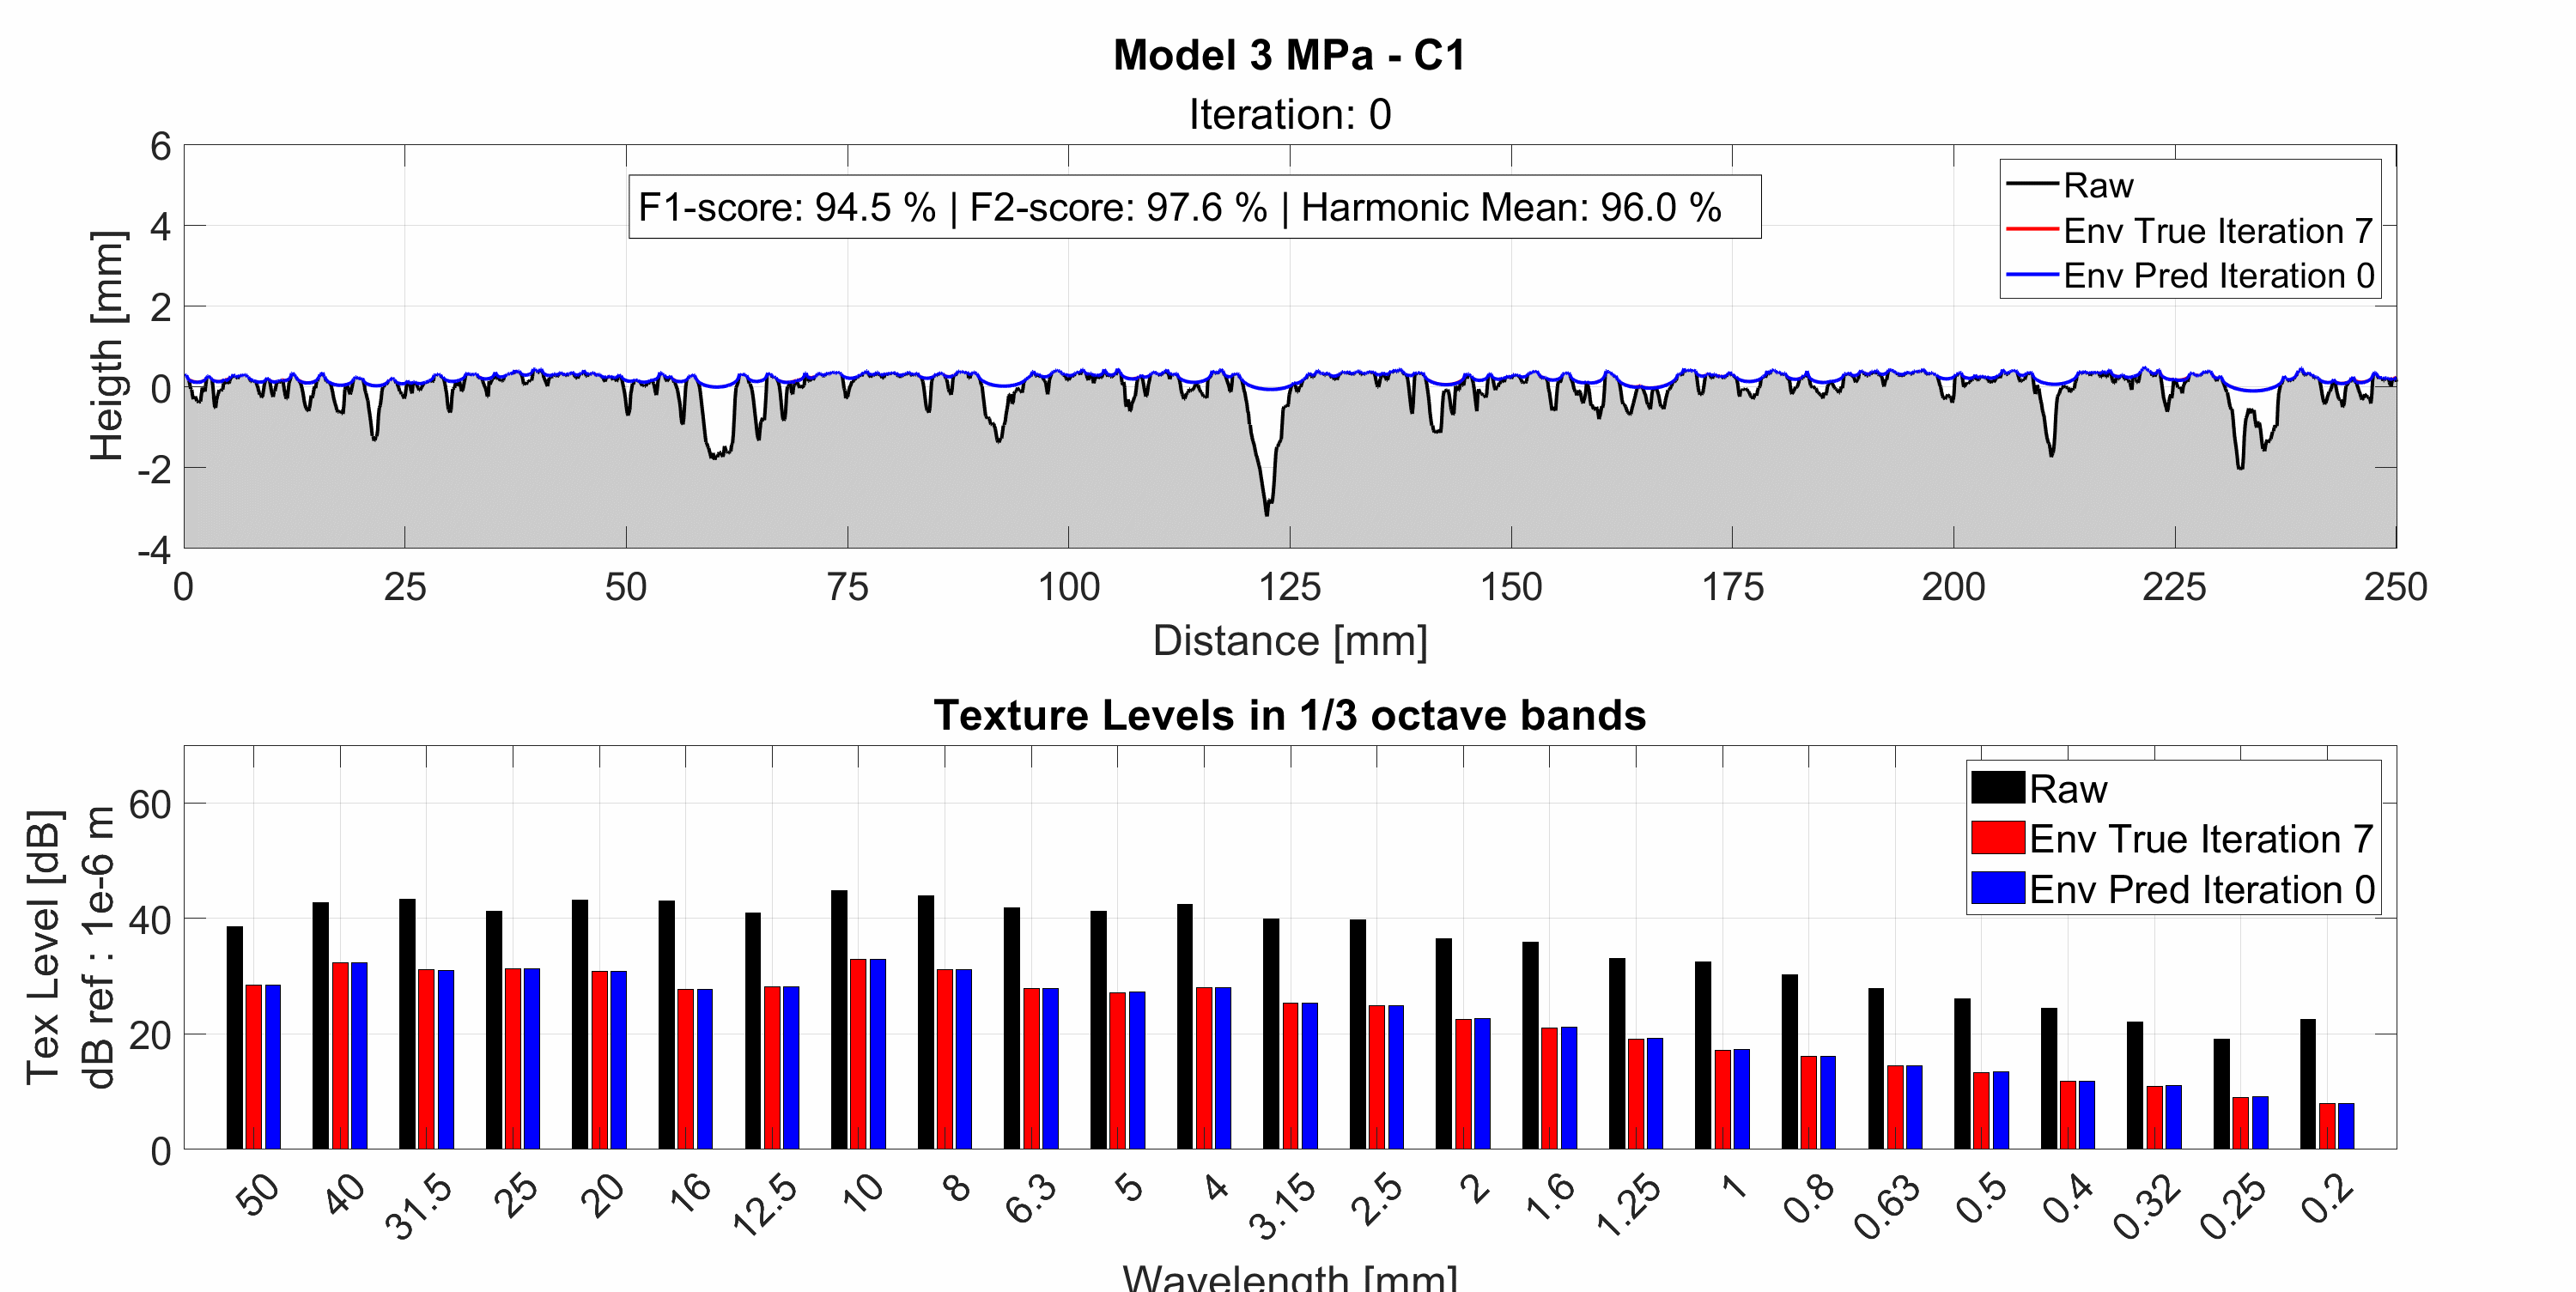 Model 3 MPa - C1
Iteration: 0
F1-score: 94.5 % | F2-score: 97.6 % | Harmonic Mean: 96.0 %
Raw
Env True Iteration 7
Env Pred Iteration 0
Heigth [mm]
6
4
2
0
-2
-4
0 25 50 75 100 125 150 175 200 225 250
Distance [mm]
Texture Levels in 1/3 octave bands
Raw
Env True Iteration 7
Env Pred Iteration 0
Tex Level [dB]
dB ref : 1e-6 m
60
40
20
0
50 40 31.5 25 20 16 12.5 10 8 6.3 5 4 3.15 2.5 2 1.6 1.25 1 0.8 0.63 0.5 0.4 0.32 0.25 0.2
Wavelength [mm]